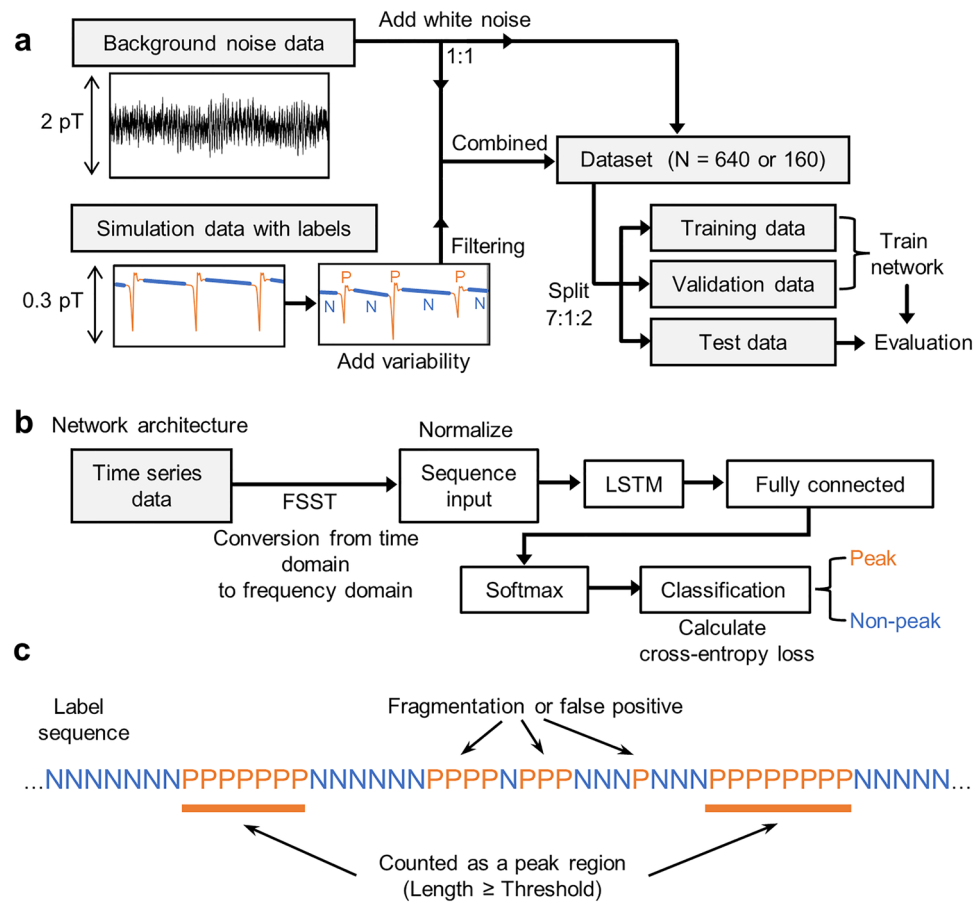 a
Background noise data
Add white noise
1:1
2 pT
Combined
Dataset (N = 640 or 160)
Simulation data with labels
Filtering
Training data
Train
network
0.3 pT
P P P
N N N N
Split
7:1:2
Validation data
Add variability
Test data
Evaluation
b
Network architecture
Normalize
Time series
data
FSST
Sequence
input
LSTM
Fully connected
Conversion from time
domain
to frequency domain
Softmax
Classification
Peak
Non-peak
Calculate
cross-entropy loss
c
Label
sequence
Fragmentation or false positive
...NNNNNNNPPPPPPPNNNNNNPPPPNPPPNNNPNNNPPPPPPPPNNNNN...
Counted as a peak region
(Length ≥ Threshold)